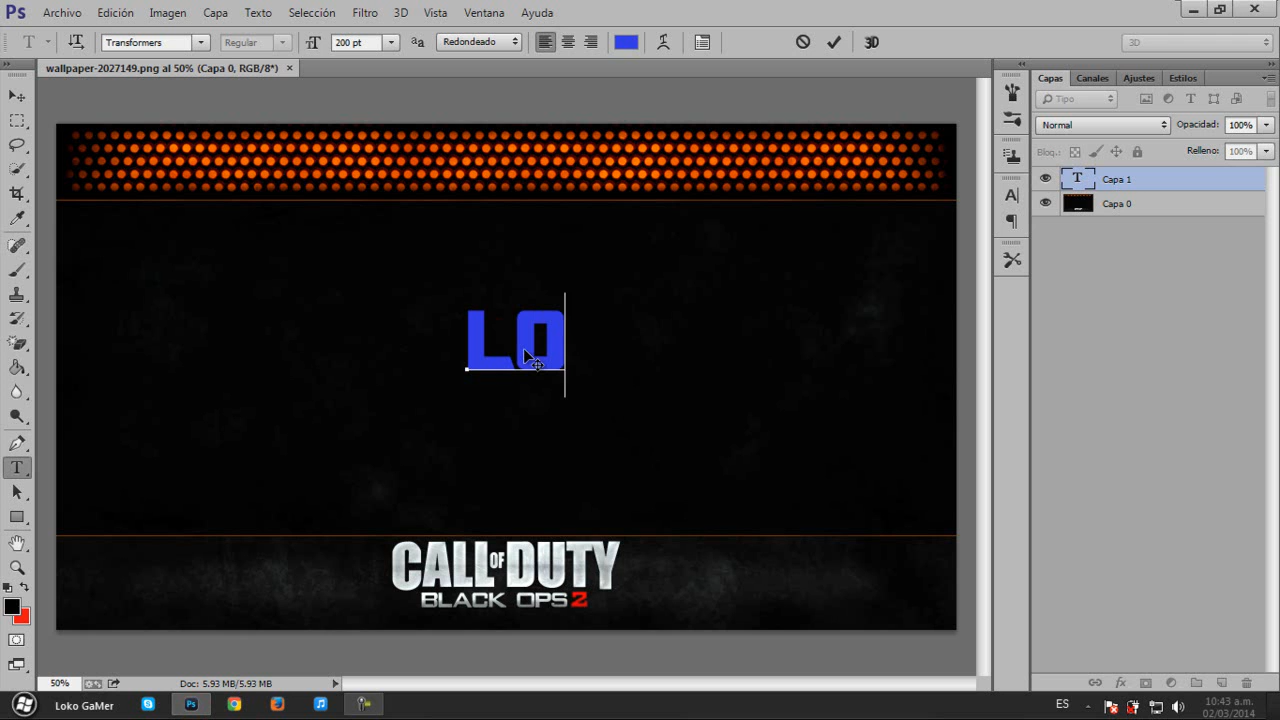 Ps Archivo Edición Imagen Capa Texto Selección Filtro 3D Vista Ventana Ayuda
T Transformers Regular 200 pt aa Redondeado 3D 3D
wallpaper-2027149.png al 50% (Capa 0, RGB/8*) ×
Capas Canales Ajustes Estilos
Tipo
Normal Opacidad: 100%
Bloq.: Relleno: 100%
T Capa 1
Capa 0
LO
CALL OF DUTY
BLACK OPS 2
50% Doc: 5.93 MB/5.93 MB
Loko GaMer ES 10:43 a.m.
02/03/2014